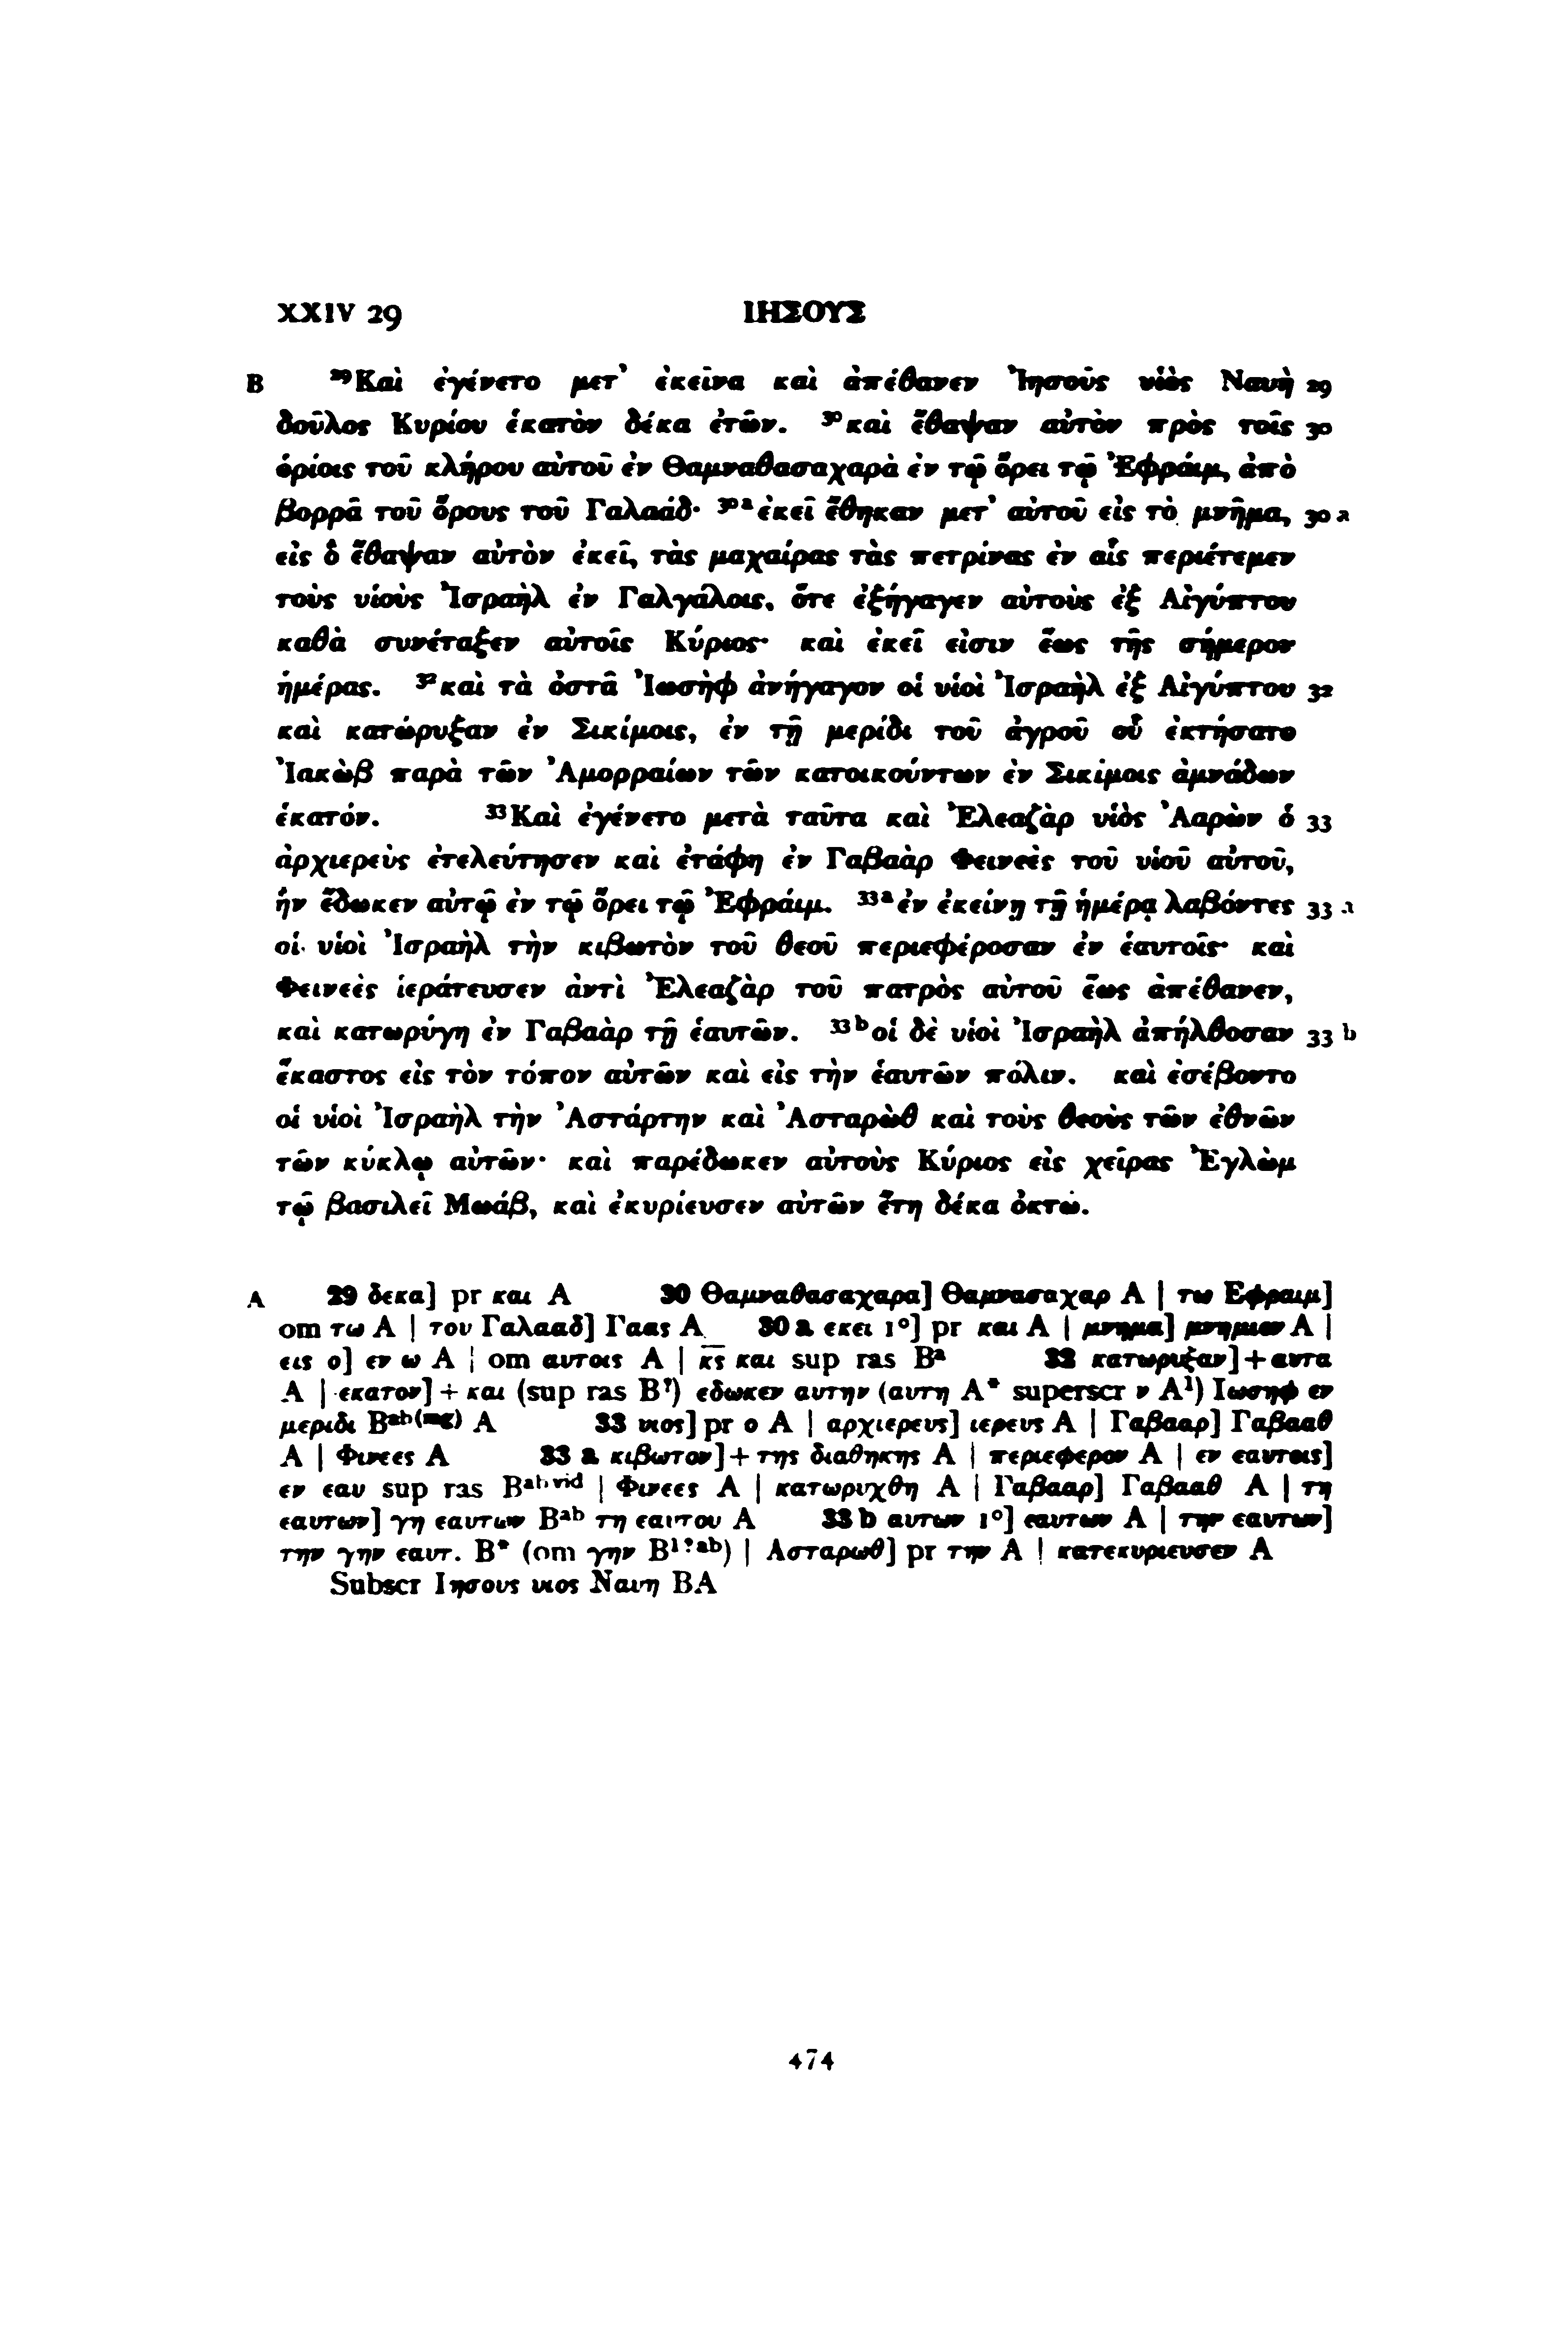 XXIV 29 ΙΗΣΟΥΣ
B ²⁹Καὶ ἐγένετο μετ’ ἐκεῖνα καὶ ἀπέθανεν Ἰησοῦς υἱὸς Ναυὴ 29
δοῦλος Κυρίου ἑκατὸν δέκα ἐτῶν. ³⁰καὶ ἔθαψαν αὐτὸν πρὸς τοῖς 30
ὁρίοις τοῦ κλήρου αὐτοῦ ἐν Θαμναθασαχαρὰ ἐν τῷ ὄρει τῷ Ἐφράιμ, ἀπὸ
βορρᾶ τοῦ ὄρους τοῦ Γαλαάδ· ³⁰ᵃἐκεῖ ἔθηκαν μετ’ αὐτοῦ εἰς τὸ μνῆμα, 30 a
εἰς ὃ ἔθαψαν αὐτὸν ἐκεῖ, τὰς μαχαίρας τὰς πετρίνας ἐν αἷς περιέτεμεν
τοὺς υἱοὺς Ἰσραὴλ ἐν Γαλγάλοις, ὅτε ἐξήγαγεν αὐτοὺς ἐξ Αἰγύπτου
καθὰ συνέταξεν αὐτοῖς Κύριος· καὶ ἐκεῖ εἰσιν ἕως τῆς σήμερον
ἡμέρας. ³²καὶ τὰ ὀστᾶ Ἰωσὴφ ἀνήγαγον οἱ υἱοὶ Ἰσραὴλ ἐξ Αἰγύπτου 32
καὶ κατώρυξαν ἐν Σικίμοις, ἐν τῇ μερίδι τοῦ ἀγροῦ οὗ ἐκτήσατο
Ἰακὼβ παρὰ τῶν Ἀμορραίων τῶν κατοικούντων ἐν Σικίμοις ἀμνάδων
ἑκατόν. ³³Καὶ ἐγένετο μετὰ ταῦτα καὶ Ἐλεαζὰρ υἱὸς Ἀαρὼν ὁ 33
ἀρχιερεὺς ἐτελεύτησεν καὶ ἐτάφη ἐν Γαβαὰρ Φεινεὲς τοῦ υἱοῦ αὐτοῦ,
ἣν ἔδωκεν αὐτῷ ἐν τῷ ὄρει τῷ Ἐφράιμ. ³³ᵃἐν ἐκείνῃ τῇ ἡμέρᾳ λαβόντες 33 a
οἱ υἱοὶ Ἰσραὴλ τὴν κιβωτὸν τοῦ θεοῦ περιεφέροσαν ἐν ἑαυτοῖς· καὶ
Φεινεὲς ἱεράτευσεν ἀντὶ Ἐλεαζὰρ τοῦ πατρὸς αὐτοῦ ἕως ἀπέθανεν,
καὶ κατωρύγη ἐν Γαβαὰρ τῇ ἑαυτῶν. ³³ᵇοἱ δὲ υἱοὶ Ἰσραὴλ ἀπήλθοσαν 33 b
ἕκαστος εἰς τὸν τόπον αὐτῶν καὶ εἰς τὴν ἑαυτῶν πόλιν. καὶ ἐσέβοντο
οἱ υἱοὶ Ἰσραὴλ τὴν Ἀστάρτην καὶ Ἀσταρὼθ καὶ τοὺς θεοὺς τῶν ἐθνῶν
τῶν κύκλῳ αὐτῶν· καὶ παρέδωκεν αὐτοὺς Κύριος εἰς χεῖρας Ἐγλὼμ
τῷ βασιλεῖ Μωάβ, καὶ ἐκυρίευσεν αὐτῶν ἔτη δέκα ὀκτώ.
A 29 δεκα] pr και A 30 Θαμναθασαχαρα] Θαμνασαχαρ A | τω Εφραιμ]
om τω A | του Γαλααδ] Γαας A 30 a εκει 1°] pr και A | μνημα] μνημιον A |
εις ο] εν ω A | om αυτοις A | κ̅ς̅ και sup ras Bᵃ 32 κατωρυξαν]+αυτα
A | εκατον]+ και (sup ras B?) εδωκεν αυτην (αυτη A* superscr ν A¹) Ιωσηφ εν
μεριδι Bᵃᵇ⁽ᵐᵍ⁾ A 33 υιος] pr ο A | αρχιερευς] ιερευς A | Γαβααρ] Γαβααθ
A | Φινεες A 33 a κιβωτον]+της διαθηκης A | περιεφερον A | εν εαυτοις]
εν εαυ sup ras Bᵃᵇ ᵛⁱᵈ | Φινεες A | κατωρυχθη A | Γαβααρ] Γαβααθ A | τη
εαυτων] γη εαυτων Bᵃᵇ τη εαυτου A 33 b αυτων 1°] εαυτων A | την εαυτων]
την γην εαυτ. B* (om γην B¹?ᵃᵇ) | Ασταρωθ] pr την A | κατεκυριευσεν A
Subscr Ιησους υιος Ναυη BA
474